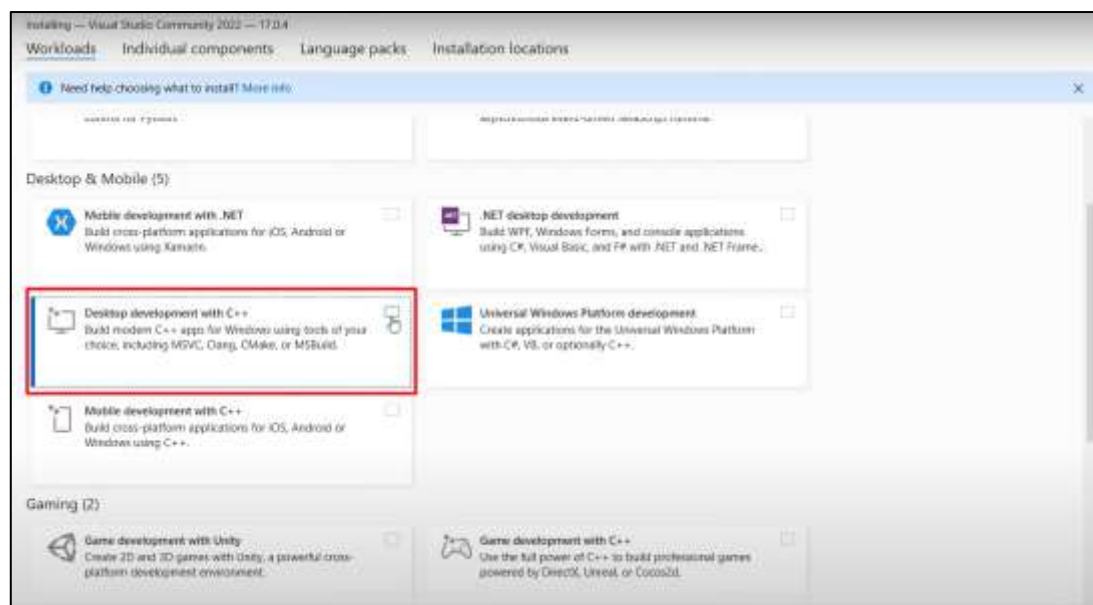 Installing — Visual Studio Community 2022 — 17.0.4
Workloads Individual components Language packs Installation locations
Need help choosing what to install? More info
Desktop & Mobile (5)
Mobile development with .NET
Build cross-platform applications for iOS, Android or
Windows using Xamarin.
.NET desktop development
Build WPF, Windows Forms, and console applications
using C#, Visual Basic, and F# with .NET and .NET Frame...
Desktop development with C++
Build modern C++ apps for Windows using tools of your
choice, including MSVC, Clang, CMake, or MSBuild.
Universal Windows Platform development
Create applications for the Universal Windows Platform
with C#, VB, or optionally C++.
Mobile development with C++
Build cross-platform applications for iOS, Android or
Windows using C++.
Gaming (2)
Game development with Unity
Create 2D and 3D games with Unity, a powerful cross-
platform development environment.
Game development with C++
Use the full power of C++ to build professional games
powered by DirectX, Unreal, or Cocos2d.